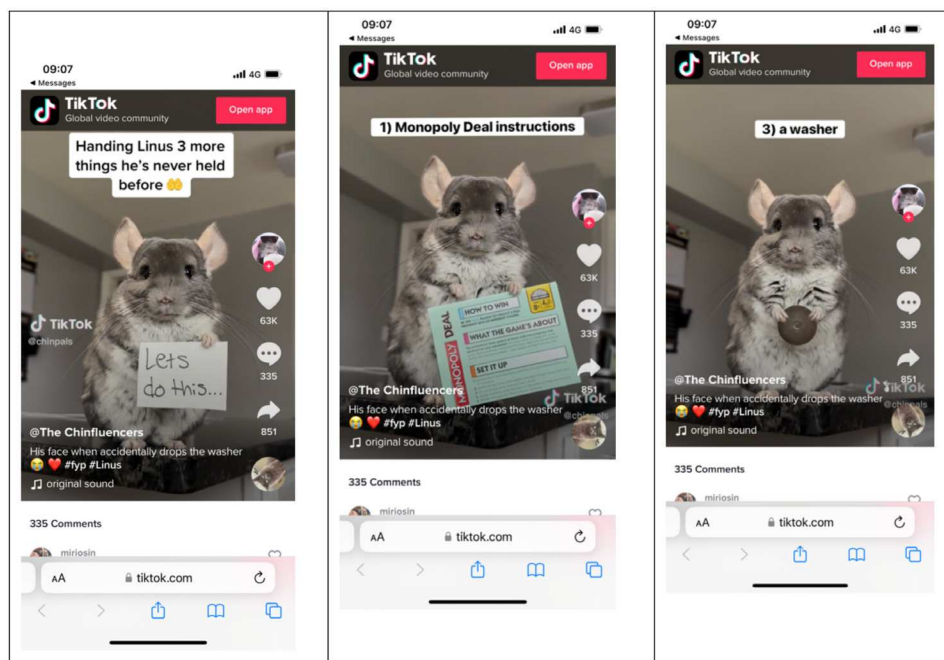 09:07
Messages
4G
TikTok
Global video community
Open app
Handing Linus 3 more
things he's never held
before 🤲
63K
TikTok
@chinpals
335
Lets
do this...
851
@The Chinfluencers
His face when accidentally drops the washer
😭 ❤️ #fyp #Linus
original sound
335 Comments
miriosin
AA
tiktok.com
09:07
Messages
4G
TikTok
Global video community
Open app
1) Monopoly Deal instructions
63K
335
MONOPOLY DEAL
HOW TO WIN
WHAT THE GAME'S ABOUT
SET IT UP
851
@The Chinfluencers
TikTok
@chinpals
His face when accidentally drops the washer
😭 ❤️ #fyp #Linus
original sound
335 Comments
miriosin
AA
tiktok.com
09:07
Messages
4G
TikTok
Global video community
Open app
3) a washer
63K
335
851
@The Chinfluencers
TikTok
@chinpals
His face when accidentally drops the washer
😭 ❤️ #fyp #Linus
original sound
335 Comments
miriosin
AA
tiktok.com